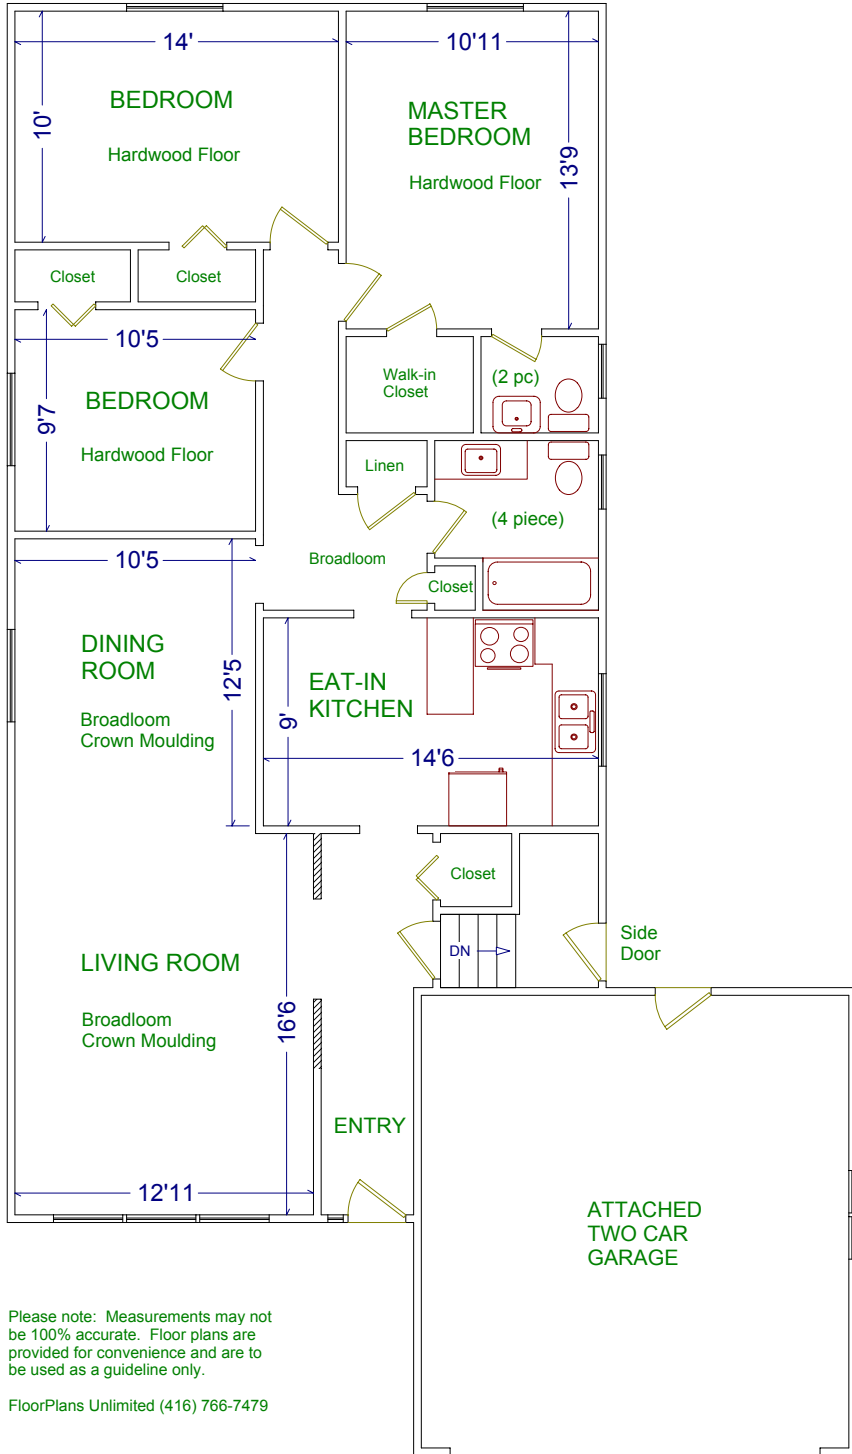 14'
10'11
BEDROOM
MASTER
BEDROOM
10'
13'9
Hardwood Floor
Hardwood Floor
Closet
Closet
10'5
Walk-in
Closet
(2 pc)
BEDROOM
9'7
Hardwood Floor
Linen
(4 piece)
10'5
Broadloom
Closet
DINING
ROOM
12'5
EAT-IN
KITCHEN
9'
Broadloom
Crown Moulding
14'6
Closet
LIVING ROOM
DN
Side
Door
16'6
Broadloom
Crown Moulding
ENTRY
12'11
ATTACHED
TWO CAR
GARAGE
Please note: Measurements may not
be 100% accurate. Floor plans are
provided for convenience and are to
be used as a guideline only.
FloorPlans Unlimited (416) 766-7479